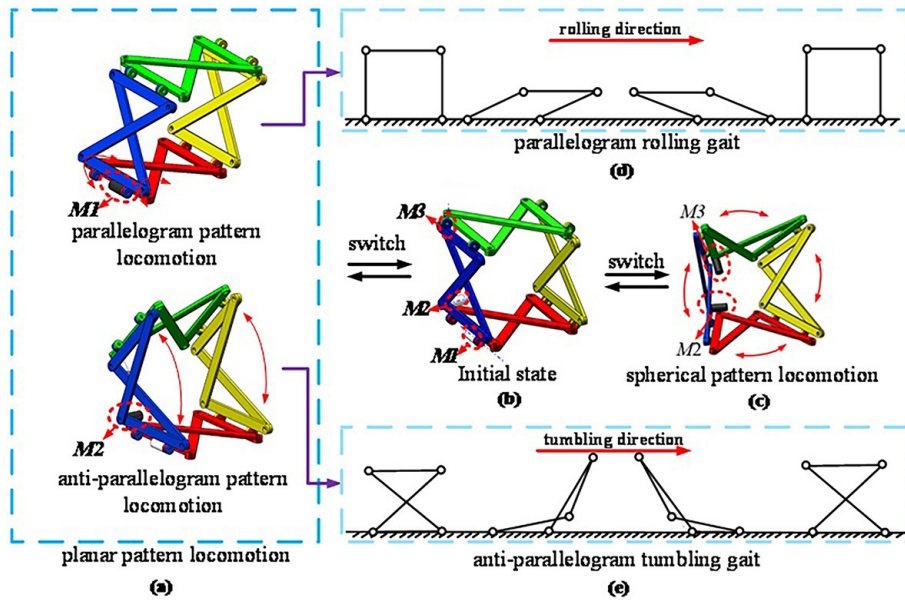 M1
parallelogram pattern
locomotion
M2
anti-parallelogram pattern
locomotion
planar pattern locomotion
(a)
rolling direction
parallelogram rolling gait
(d)
switch
M3
M2
M1
Initial state
(b)
switch
M3
M2
spherical pattern locomotion
(c)
tumbling direction
anti-parallelogram tumbling gait
(e)